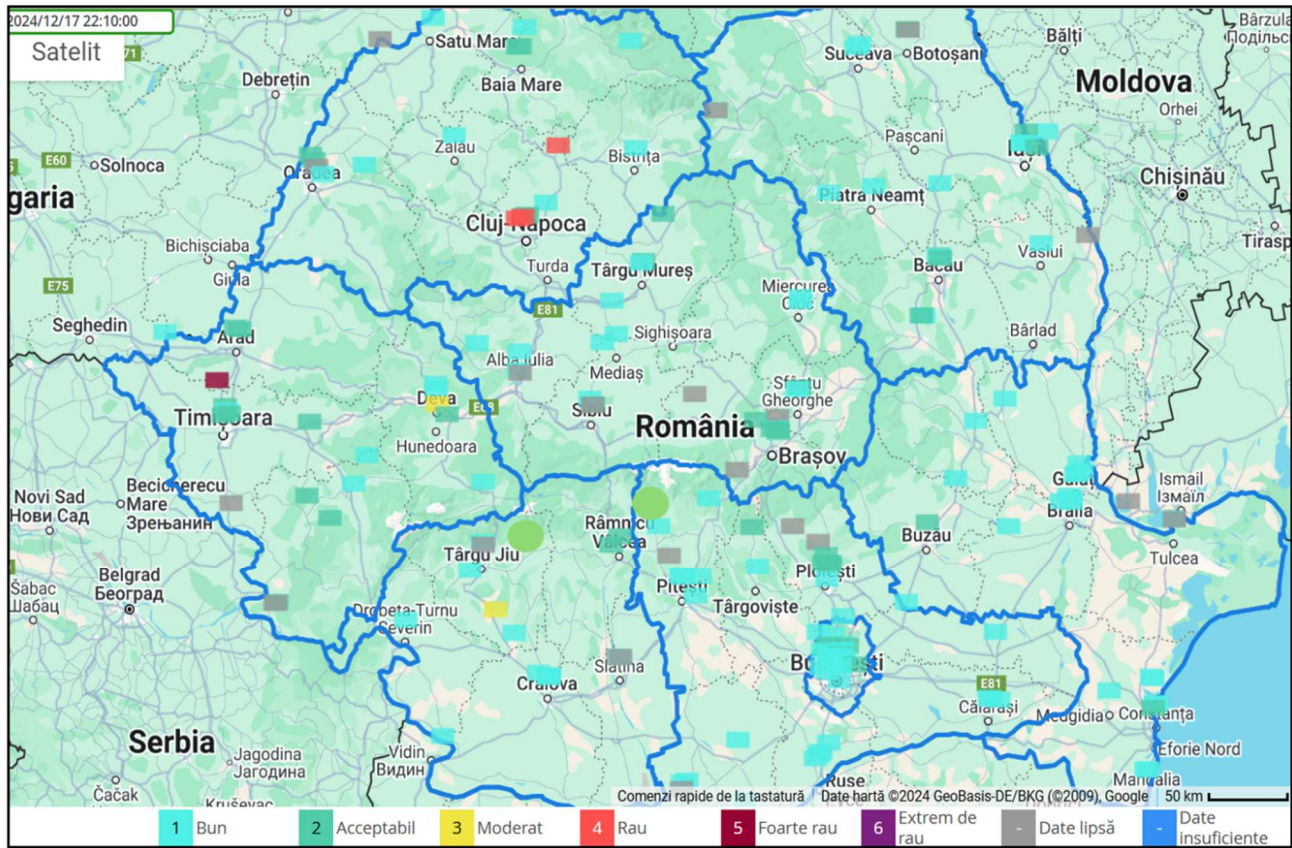 2024/12/17 22:10:00
Satelit
71
Debrețin
Satu Mare
Baia Mare
Suceava
Botoșani
Bălți
Bârzula
Подільсь
Moldova
Orhei
E60
Solnoca
Zalău
Bistrița
Pașcani
Iași
Chișinău
Oradea
garia
Cluj-Napoca
Piatra Neamț
Tirasp
Bichișciaba
Giula
Turda
Târgu Mureș
Bacău
Vaslui
E75
Miercurea
Ciuc
E81
Seghedin
Arad
Sighișoara
Bârlad
Alba Iulia
Mediaș
Timișoara
Deva
E68
Sibiu
Sfântu
Gheorghe
România
Hunedoara
Brașov
Novi Sad
Нови Сад
Becicherecu
Mare
Зрењанин
Galați
Ismail
Ізмаїл
Brăila
Râmnicu
Vâlcea
Buzău
Tulcea
Târgu Jiu
Šabac
Шабац
Belgrad
Београд
Pitești
Ploiești
Târgoviște
Drobeta-Turnu
Severin
București
Slatina
Craiova
E81
Călărași
Medgidia
Constanța
Serbia
Jagodina
Јагодина
Vidin
Видин
Eforie Nord
Mangalia
Čačak
Kruševac
Ruse
Comenzi rapide de la tastatură Date hartă ©2024 GeoBasis-DE/BKG (©2009), Google 50 km
1 Bun 2 Acceptabil 3 Moderat 4 Rau 5 Foarte rau 6 Extrem de rau - Date lipsă - Date insuficiente